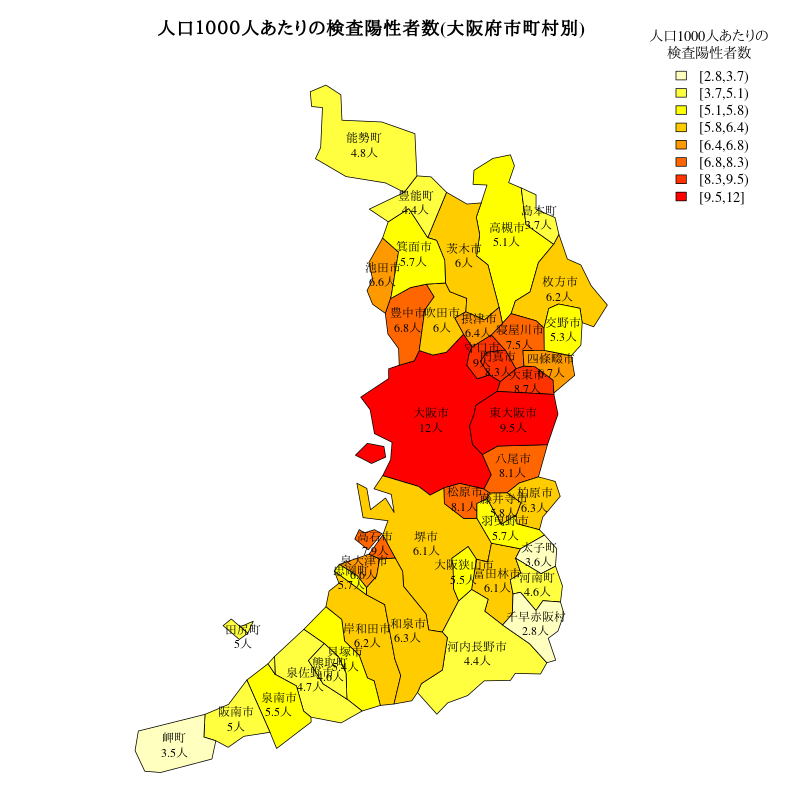 人口1000人あたりの検査陽性者数(大阪府市町村別)
人口1000人あたりの
検査陽性者数
[2.8,3.7)
[3.7,5.1)
[5.1,5.8)
[5.8,6.4)
[6.4,6.8)
[6.8,8.3)
[8.3,9.5)
[9.5,12]
能勢町
4.8人
豊能町
4.4人
島本町
3.7人
高槻市
5.1人
箕面市
5.7人
茨木市
6人
池田市
6.6人
枚方市
6.2人
豊中市
6.8人
吹田市
6人
摂津市
6.4人
寝屋川市
7.5人
交野市
5.3人
守口市
門真市
8.3人
四條畷市
6.7人
大東市
8.7人
大阪市
12人
東大阪市
9.5人
八尾市
8.1人
松原市
8.1人
藤井寺市
5.8人
柏原市
6.3人
羽曳野市
5.7人
高石市
7.9人
堺市
6.1人
太子町
3.6人
泉大津市
忠岡町
5.7人
大阪狭山市
5.5人
富田林市
6.1人
河南町
4.6人
千早赤阪村
2.8人
岸和田市
6.2人
和泉市
6.3人
田尻町
5人
河内長野市
4.4人
貝塚市
5.4人
熊取町
4.6人
泉佐野市
4.7人
泉南市
5.5人
阪南市
5人
岬町
3.5人